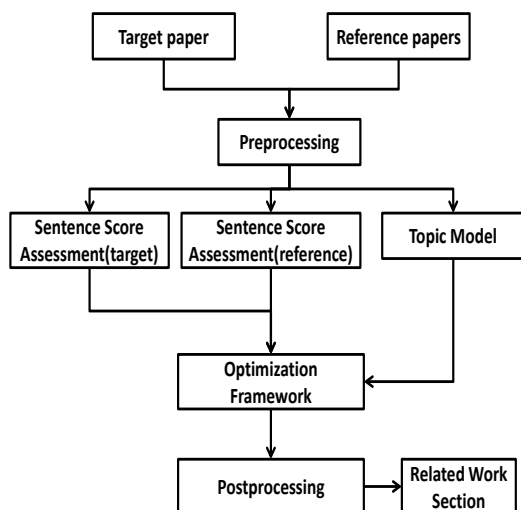 Target paper
Reference papers
Preprocessing
Sentence Score
Assessment(target)
Sentence Score
Assessment(reference)
Topic Model
Optimization
Framework
Postprocessing
Related Work
Section